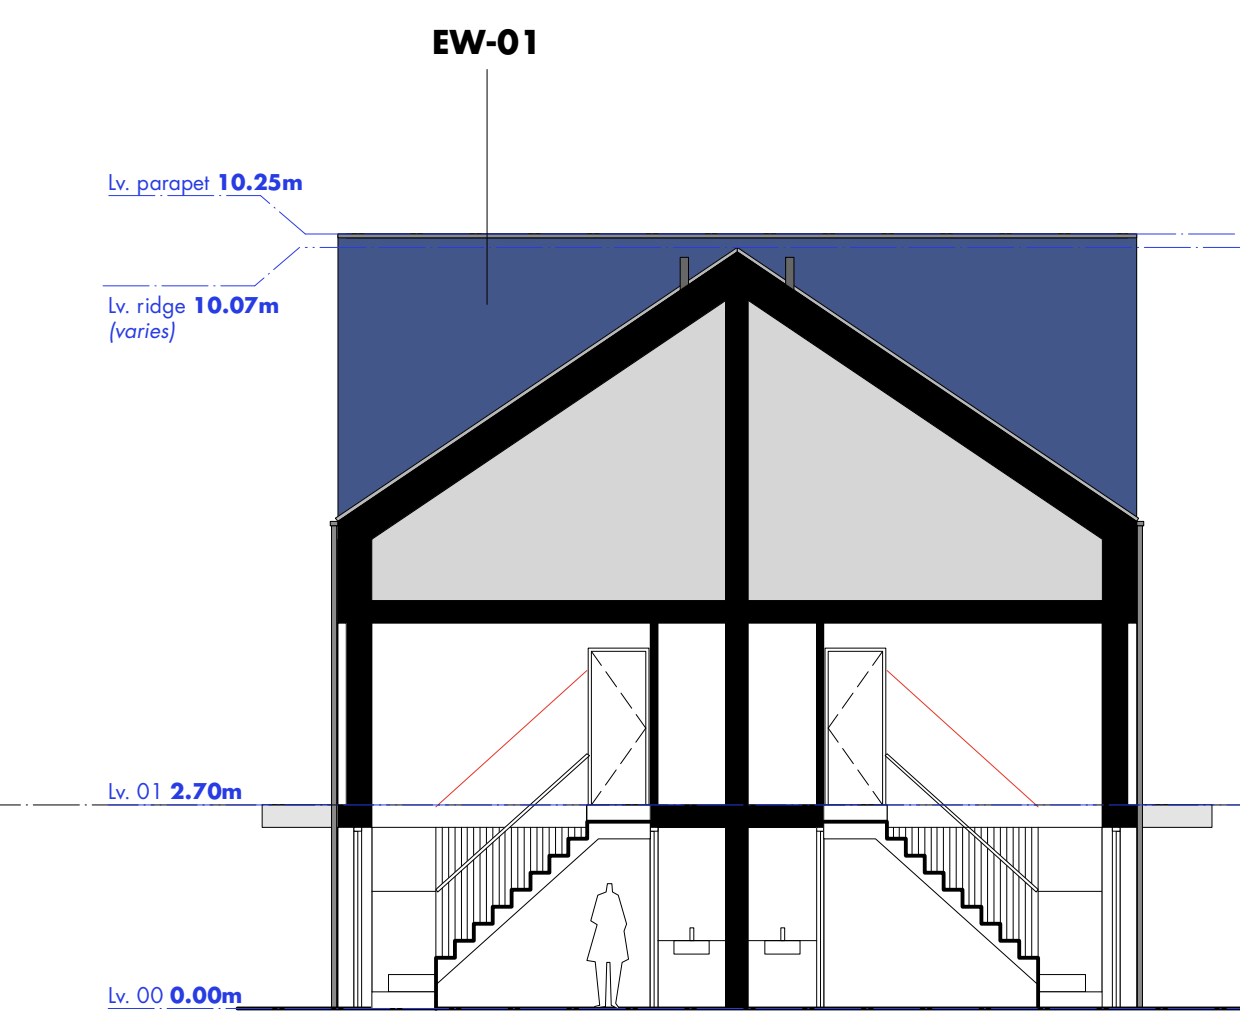 EW-01
Lv. parapet 10.25m
Lv. ridge 10.07m
(varies)
Lv. 01 2.70m
Lv. 00 0.00m